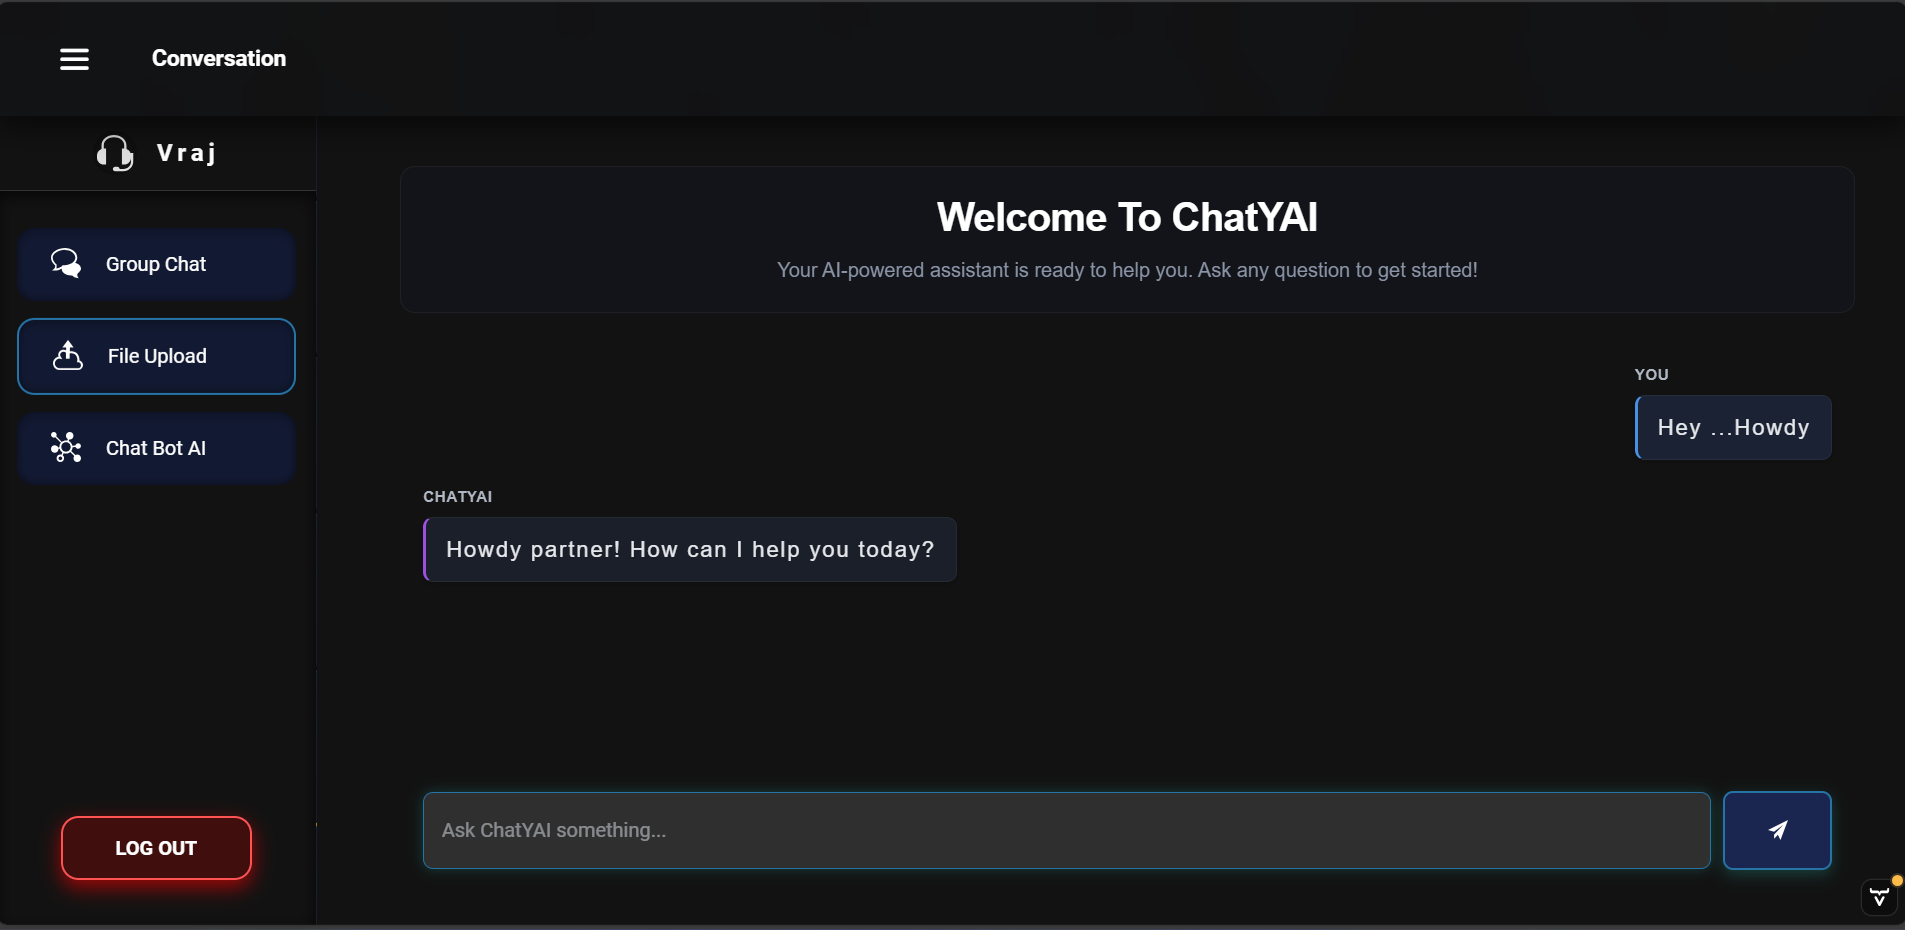 Conversation
Vraj
Group Chat
File Upload
Chat Bot AI
LOG OUT
Welcome To ChatYAI
Your AI-powered assistant is ready to help you. Ask any question to get started!
YOU
Hey ...Howdy
CHATYAI
Howdy partner! How can I help you today?
Ask ChatYAI something...